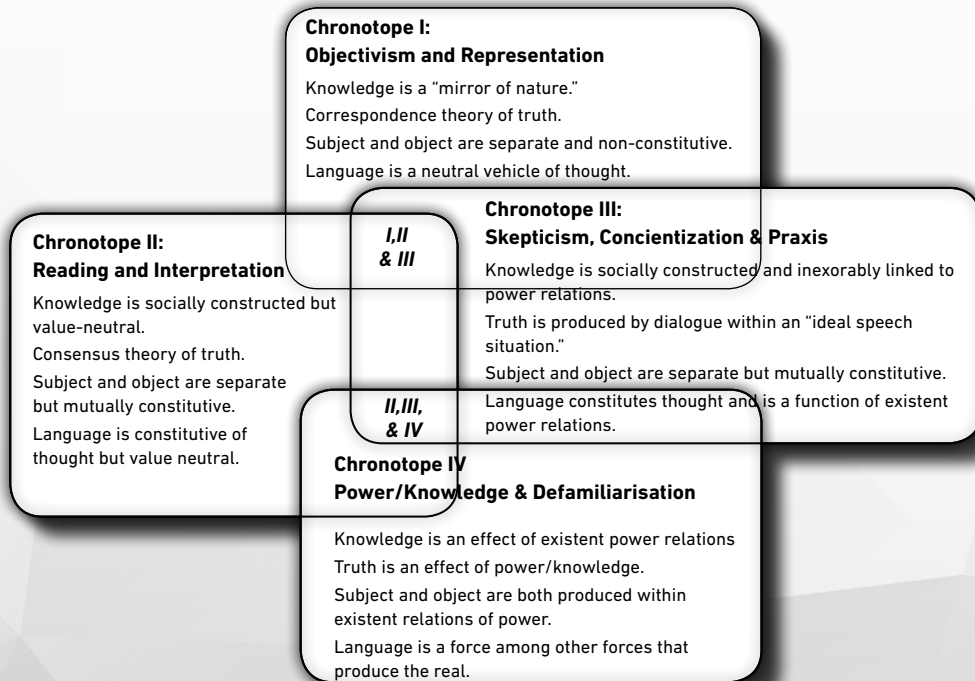 Chronotope I:
Objectivism and Representation
Knowledge is a “mirror of nature.”
Correspondence theory of truth.
Subject and object are separate and non-constitutive.
Language is a neutral vehicle of thought.
I,II
& III
Chronotope II:
Reading and Interpretation
Knowledge is socially constructed but
value-neutral.
Consensus theory of truth.
Subject and object are separate
but mutually constitutive.
Language is constitutive of
thought but value neutral.
Chronotope III:
Skepticism, Concientization & Praxis
Knowledge is socially constructed and inexorably linked to
power relations.
Truth is produced by dialogue within an “ideal speech
situation.”
Subject and object are separate but mutually constitutive.
Language constitutes thought and is a function of existent
power relations.
II,III,
& IV
Chronotope IV
Power/Knowledge & Defamiliarisation
Knowledge is an effect of existent power relations
Truth is an effect of power/knowledge.
Subject and object are both produced within
existent relations of power.
Language is a force among other forces that
produce the real.